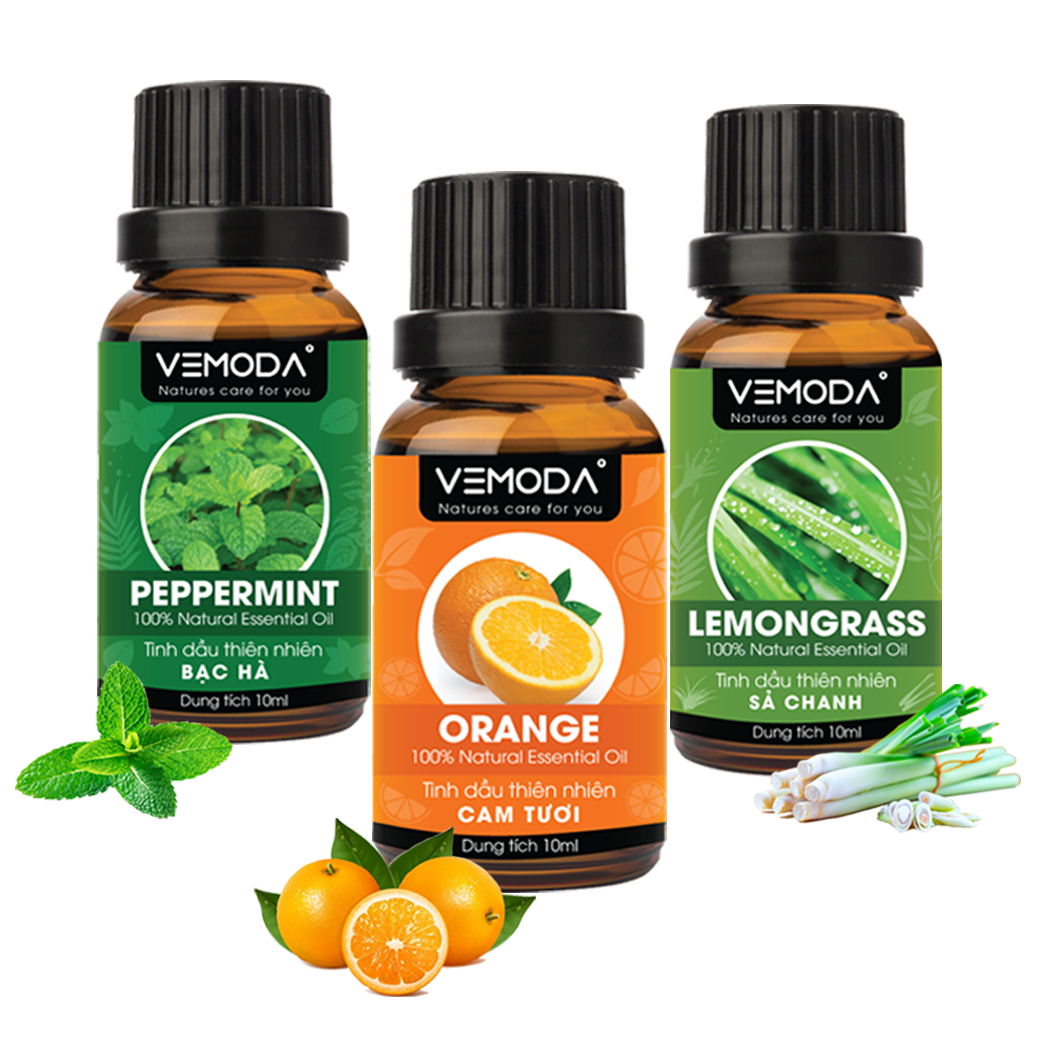 VEMODA
Natures care for you
PEPPERMINT
100% Natural Essential Oil
Tinh dầu thiên nhiên
BẠC HÀ
Dung tích 10ml
VEMODA
Natures care for you
ORANGE
100% Natural Essential Oil
Tinh dầu thiên nhiên
CAM TƯƠI
Dung tích 10ml
VEMODA
Natures care for you
LEMONGRASS
100% Natural Essential Oil
Tinh dầu thiên nhiên
SẢ CHANH
Dung tích 10ml